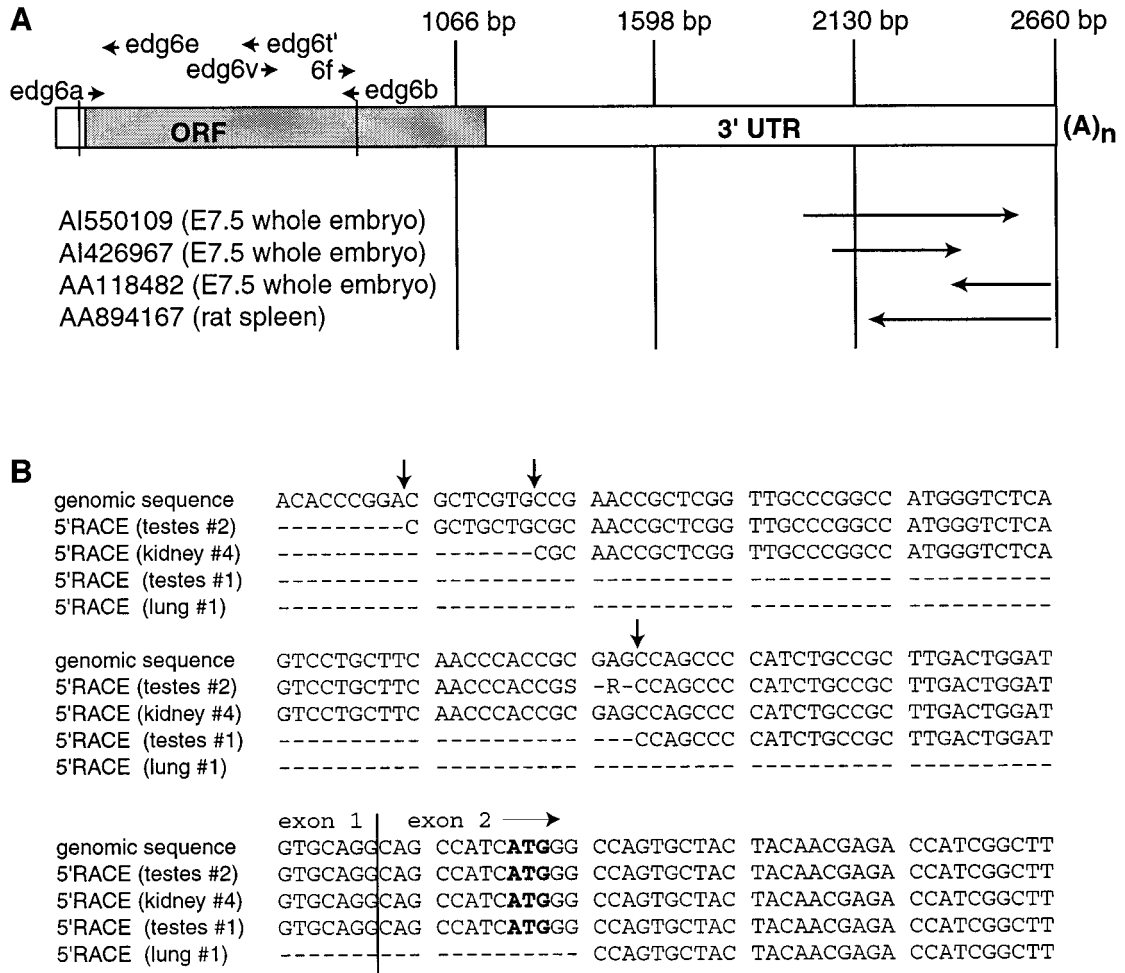 A
1066 bp 1598 bp 2130 bp 2660 bp
edg6e edg6t'
edg6v 6f
edg6a edg6b
ORF 3' UTR (A)n
AI550109 (E7.5 whole embryo)
AI426967 (E7.5 whole embryo)
AA118482 (E7.5 whole embryo)
AA894167 (rat spleen)
B
genomic sequence ACACCCGGAC GCTCGTGCCG AACCGCTCGG TTGCCCGGCC ATGGGTCTCA
5'RACE (testes #2) ---------C GCTGCTGCGC AACCGCTCGG TTGCCCGGCC ATGGGTCTCA
5'RACE (kidney #4) ---------- -------CGC AACCGCTCGG TTGCCCGGCC ATGGGTCTCA
5'RACE (testes #1) ---------- ---------- ---------- ---------- ----------
5'RACE (lung #1) ---------- ---------- ---------- ---------- ----------
genomic sequence GTCCTGCTTC AACCCACCGC GAGCCAGCCC CATCTGCCGC TTGACTGGAT
5'RACE (testes #2) GTCCTGCTTC AACCCACCGS -R-CCAGCCC CATCTGCCGC TTGACTGGAT
5'RACE (kidney #4) GTCCTGCTTC AACCCACCGC GAGCCAGCCC CATCTGCCGC TTGACTGGAT
5'RACE (testes #1) ---------- ---------- ---CCAGCCC CATCTGCCGC TTGACTGGAT
5'RACE (lung #1) ---------- ---------- ---------- ---------- ----------
exon 1 exon 2
genomic sequence GTGCAGGCAG CCATCATGGG CCAGTGCTAC TACAACGAGA CCATCGGCTT
5'RACE (testes #2) GTGCAGGCAG CCATCATGGG CCAGTGCTAC TACAACGAGA CCATCGGCTT
5'RACE (kidney #4) GTGCAGGCAG CCATCATGGG CCAGTGCTAC TACAACGAGA CCATCGGCTT
5'RACE (testes #1) GTGCAGGCAG CCATCATGGG CCAGTGCTAC TACAACGAGA CCATCGGCTT
5'RACE (lung #1) ---------- ---------- CCAGTGCTAC TACAACGAGA CCATCGGCTT